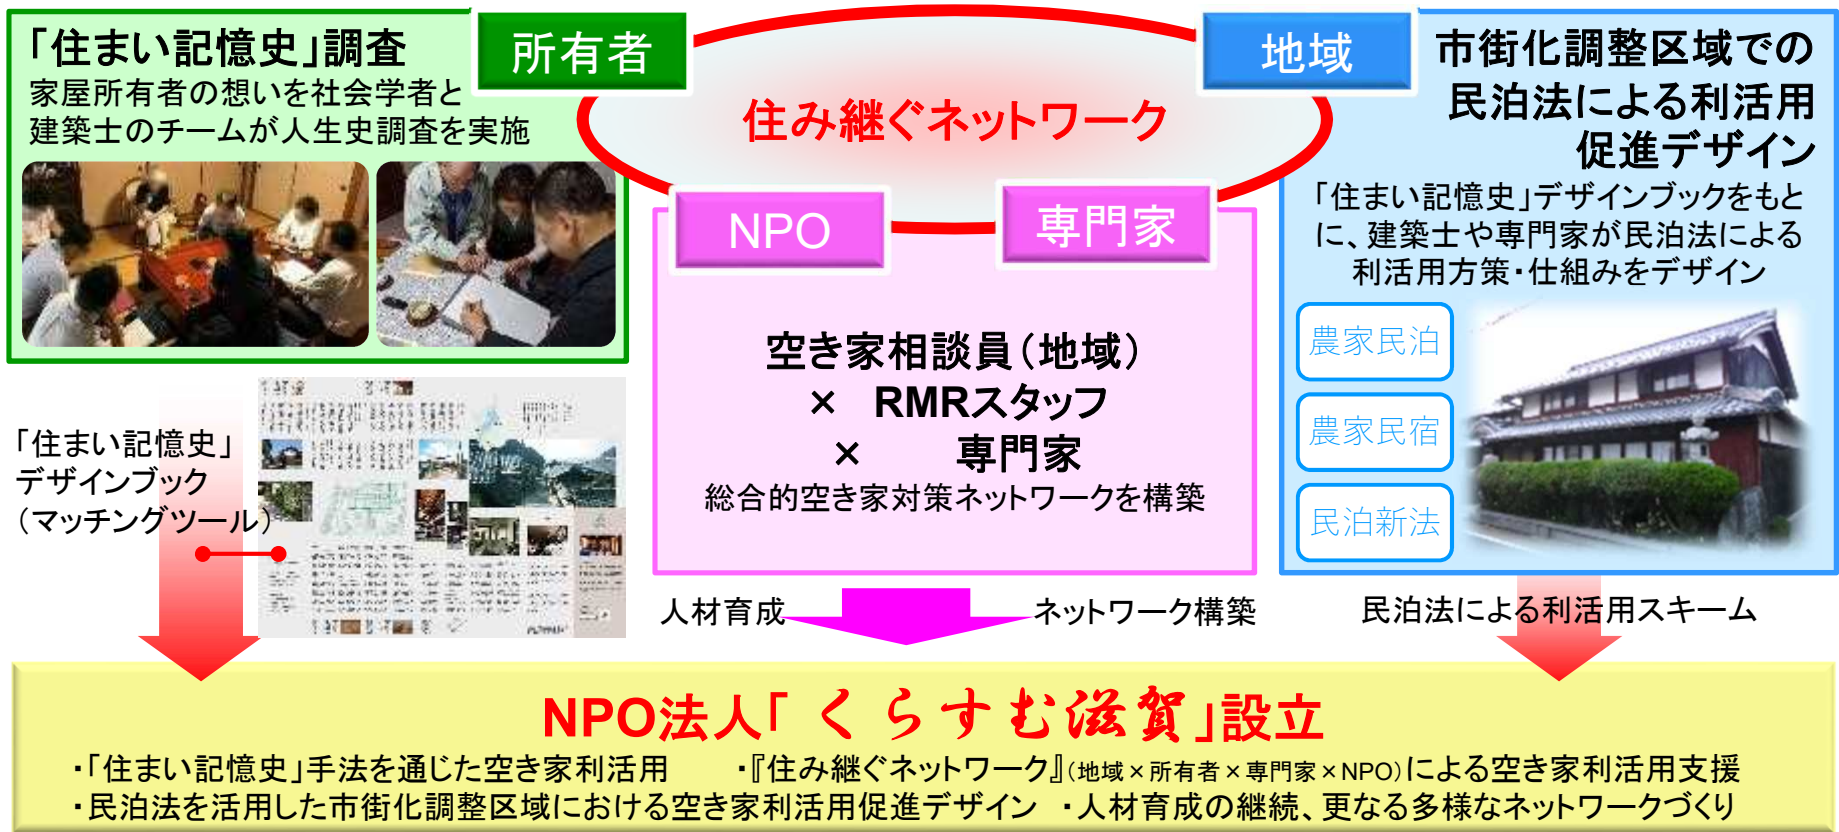 「住まい記憶史」調査
家屋所有者の想いを社会学者と
建築士のチームが人生史調査を実施
所有者
地域
住み継ぐネットワーク
NPO
専門家
空き家相談員（地域）
× RMRスタッフ
× 専門家
総合的空き家対策ネットワークを構築
市街化調整区域での
民泊法による利活用
促進デザイン
「住まい記憶史」デザインブックをもと
に、建築士や専門家が民泊法による
利活用方策・仕組みをデザイン
農家民泊
農家民宿
民泊新法
「住まい記憶史」
デザインブック
（マッチングツール）
人材育成
ネットワーク構築
民泊法による利活用スキーム
NPO法人「くらすむ滋賀」設立
・「住まい記憶史」手法を通じた空き家利活用 ・『住み継ぐネットワーク』（地域×所有者×専門家×NPO）による空き家利活用支援
・民泊法を活用した市街化調整区域における空き家利活用促進デザイン ・人材育成の継続、更なる多様なネットワークづくり